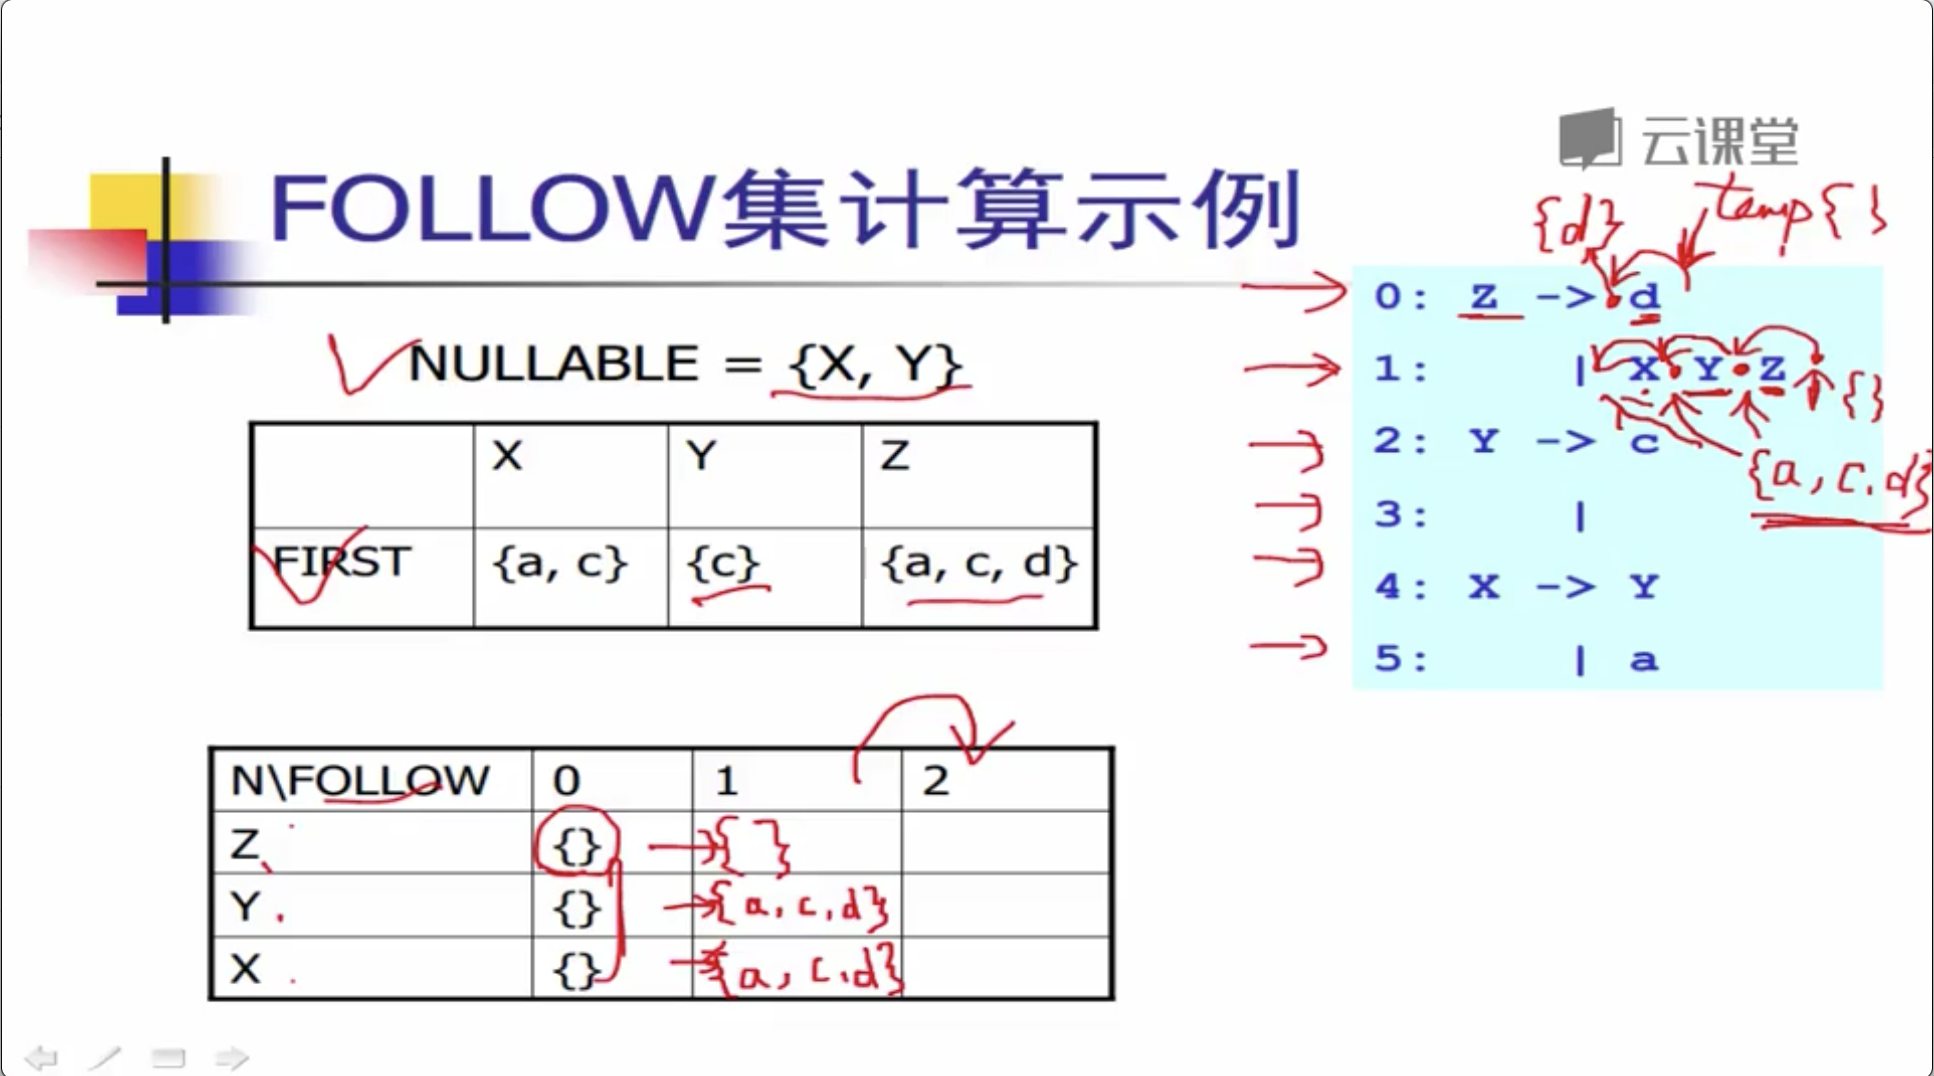 云课堂
FOLLOW集计算示例
{d}
temp{ }
NULLABLE = {X, Y}
X Y Z
FIRST {a, c} {c} {a, c, d}
0: Z -> d
1: | X Y Z
{}
2: Y -> c
{a, c, d}
3: |
4: X -> Y
5: | a
N\FOLLOW 0 1 2
Z {} { }
Y {} {a, c, d}
X {} {a, c, d}